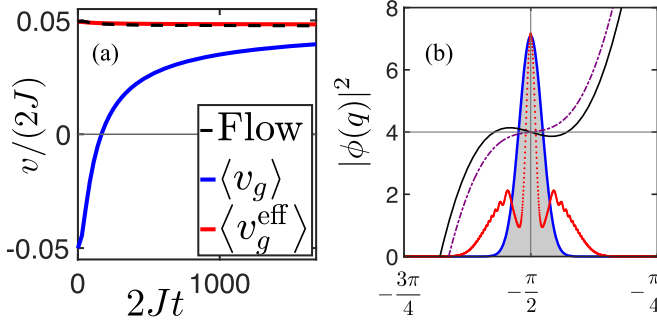 0.05
(a)
v/(2J)
0
-0.05
Flow
⟨v_g⟩
⟨v_g^eff⟩
0
1000
2Jt
8
(b)
6
|ϕ(q)|²
4
2
0
-3π/4
-π/2
-π/4